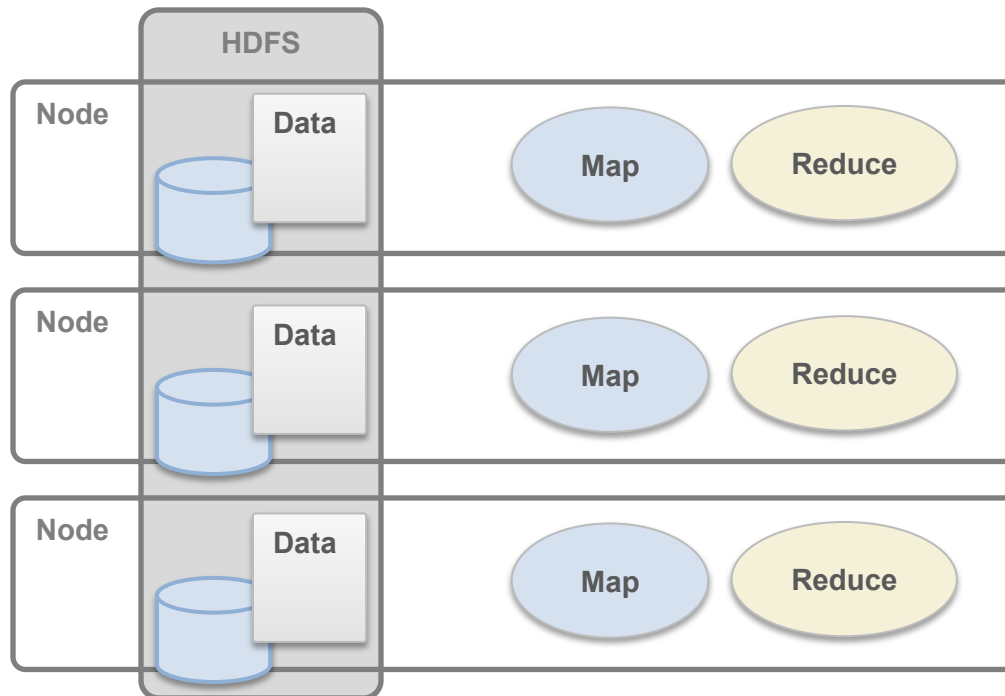 HDFS
Node
Data
Map
Reduce
Node
Data
Map
Reduce
Node
Data
Map
Reduce